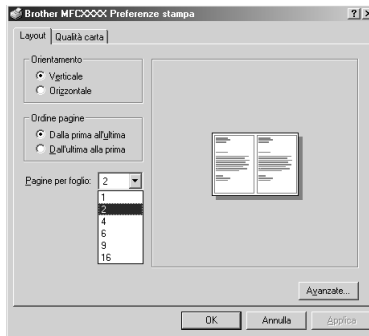 Brother MFCXXXX Preferenze stampa
Layout
Qualità carta
Orientamento
Verticale
Orizzontale
Ordine pagine
Dalla prima all'ultima
Dall'ultima alla prima
Pagine per foglio:
2
1
2
4
6
9
16
Avanzate...
OK
Annulla
Applica